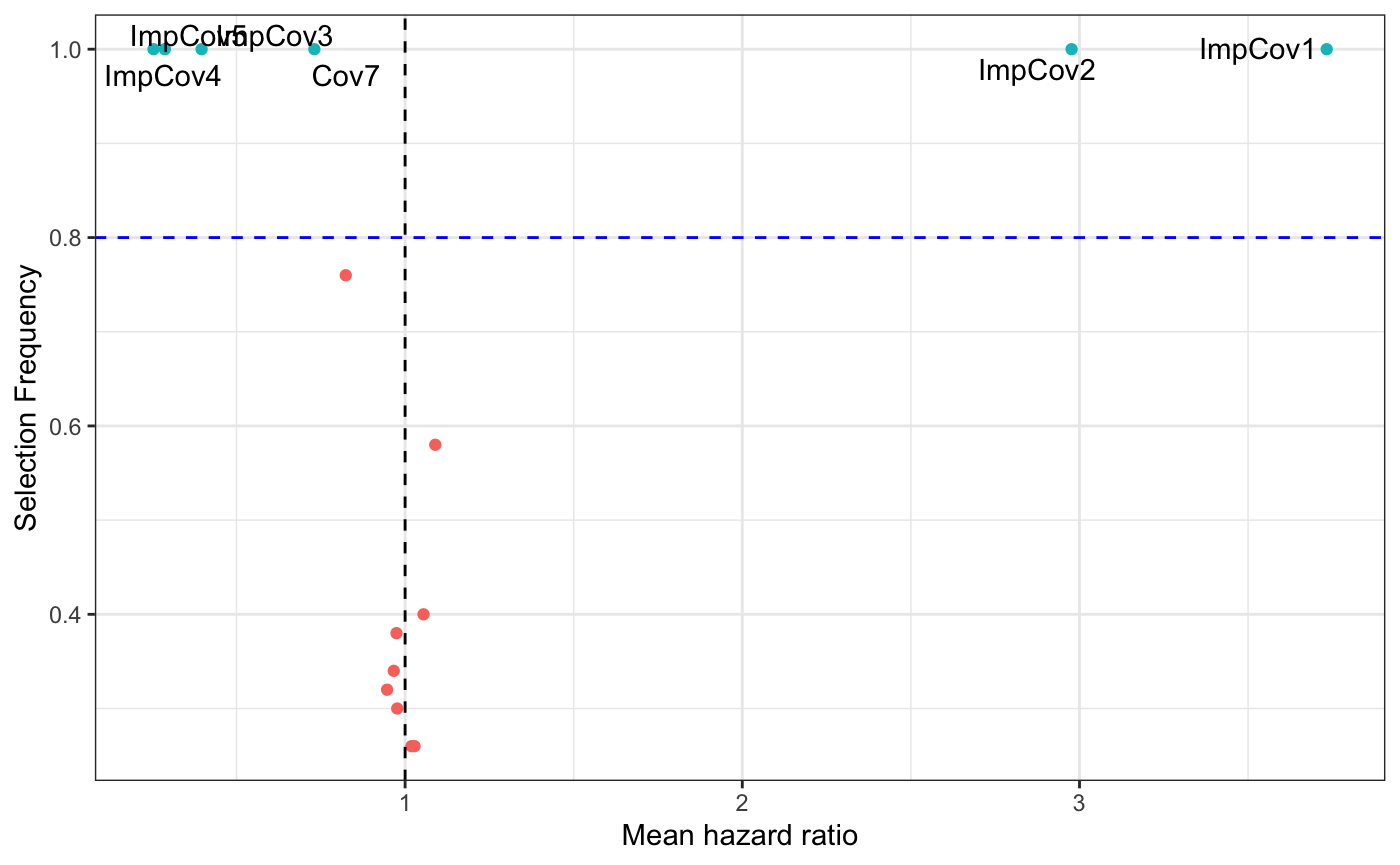 ImpCov5
ImpCov3
ImpCov4
Cov7
ImpCov2
ImpCov1
1.0
0.8
0.6
0.4
Selection Frequency
1
2
3
Mean hazard ratio